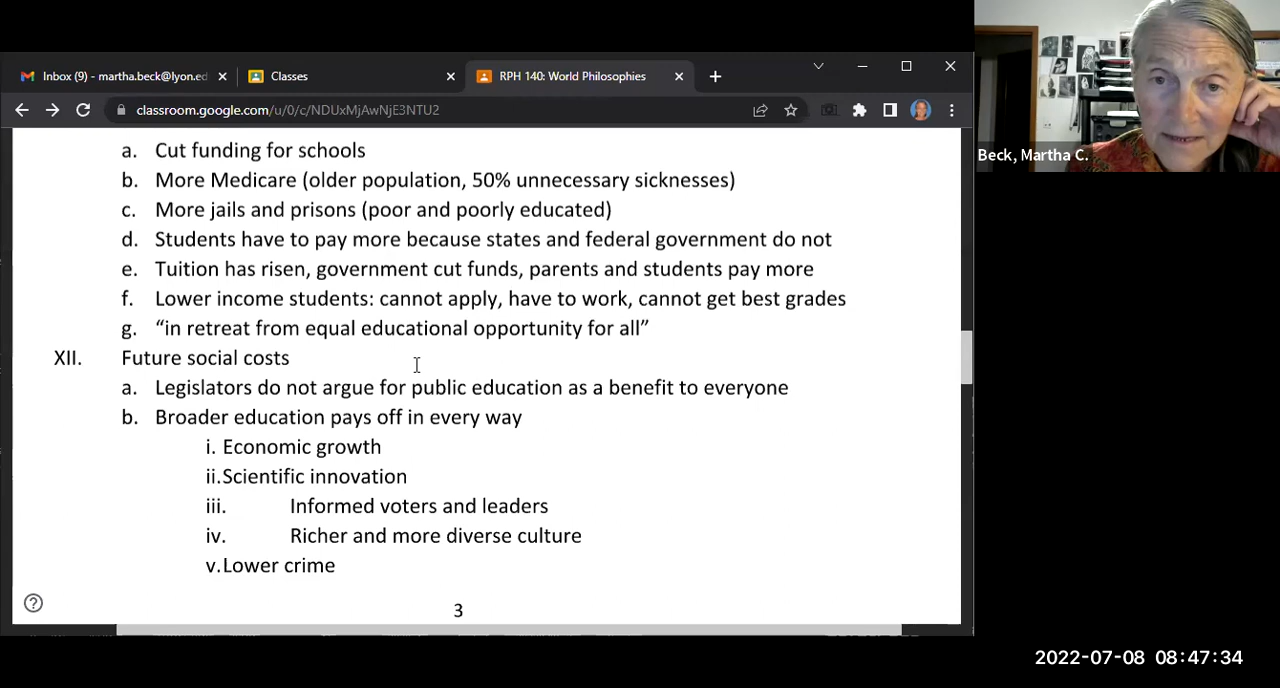 Inbox (9) - martha.beck@lyon.ed
Classes
RPH 140: World Philosophies
classroom.google.com/u/0/c/NDUxMjAwNjE3NTU2
Beck, Martha C.
a. Cut funding for schools
b. More Medicare (older population, 50% unnecessary sicknesses)
c. More jails and prisons (poor and poorly educated)
d. Students have to pay more because states and federal government do not
e. Tuition has risen, government cut funds, parents and students pay more
f. Lower income students: cannot apply, have to work, cannot get best grades
g. “in retreat from equal educational opportunity for all”
XII. Future social costs
a. Legislators do not argue for public education as a benefit to everyone
b. Broader education pays off in every way
i. Economic growth
ii.Scientific innovation
iii. Informed voters and leaders
iv. Richer and more diverse culture
v.Lower crime
3
2022-07-08 08:47:34